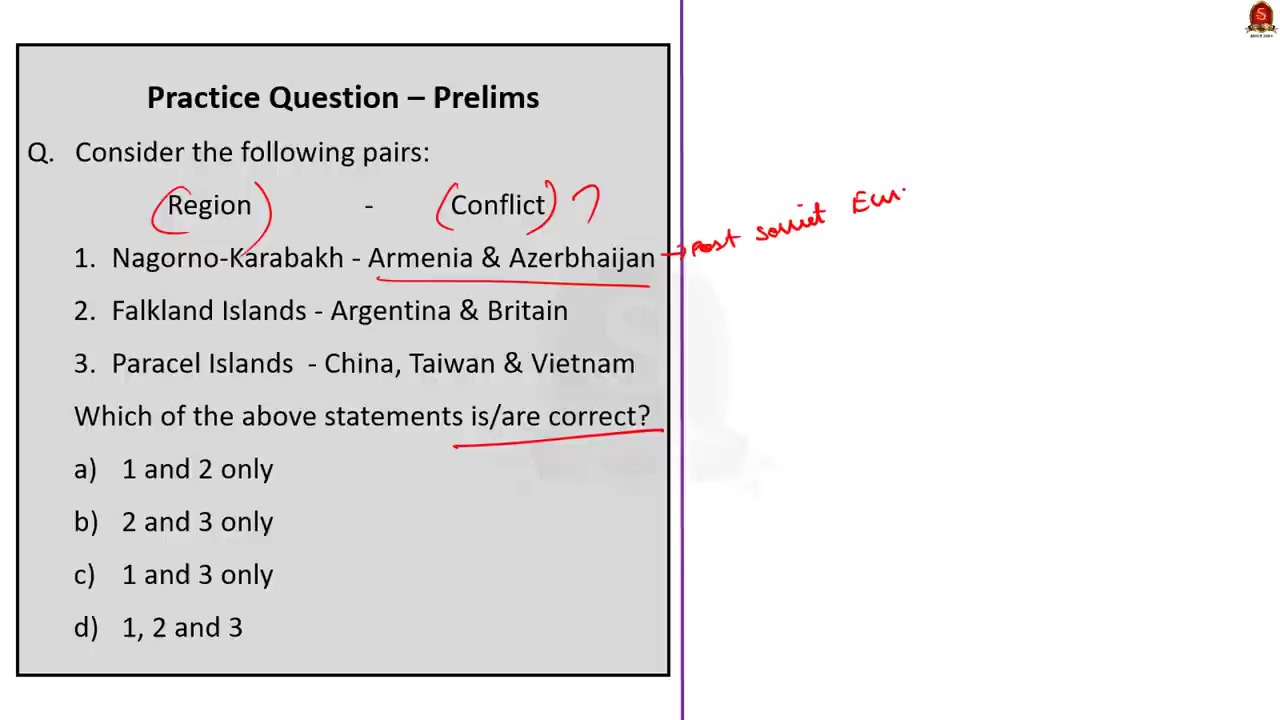 Practice Question – Prelims
Q. Consider the following pairs:
Region - Conflict ?
1. Nagorno-Karabakh - Armenia & Azerbhaijan → Post Soviet Eur.
2. Falkland Islands - Argentina & Britain
3. Paracel Islands - China, Taiwan & Vietnam
Which of the above statements is/are correct?
a) 1 and 2 only
b) 2 and 3 only
c) 1 and 3 only
d) 1, 2 and 3